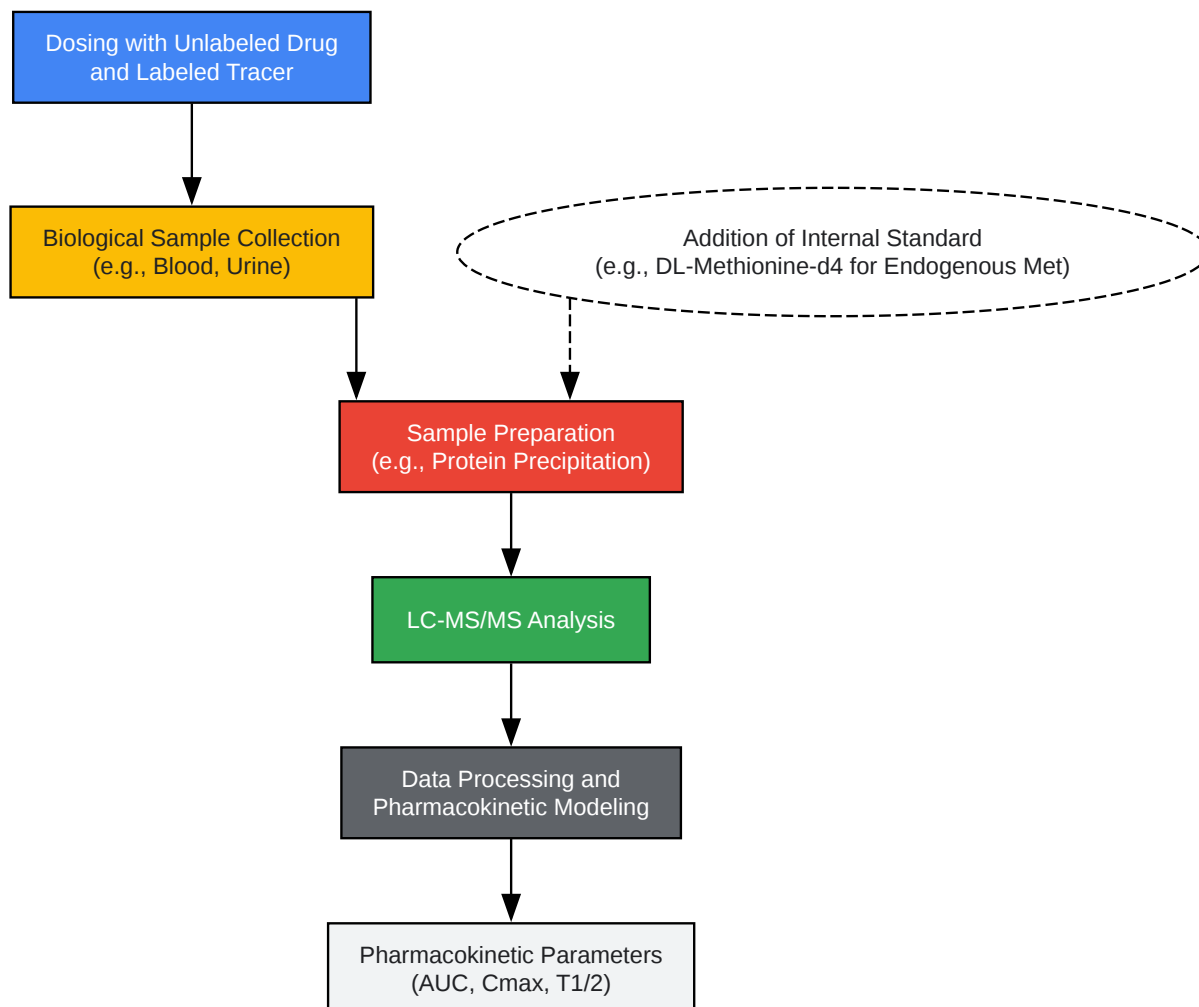 Dosing with Unlabeled Drug
and Labeled Tracer
Biological Sample Collection
(e.g., Blood, Urine)
Addition of Internal Standard
(e.g., DL-Methionine-d4 for Endogenous Met)
Sample Preparation
(e.g., Protein Precipitation)
LC-MS/MS Analysis
Data Processing and
Pharmacokinetic Modeling
Pharmacokinetic Parameters
(AUC, Cmax, T1/2)